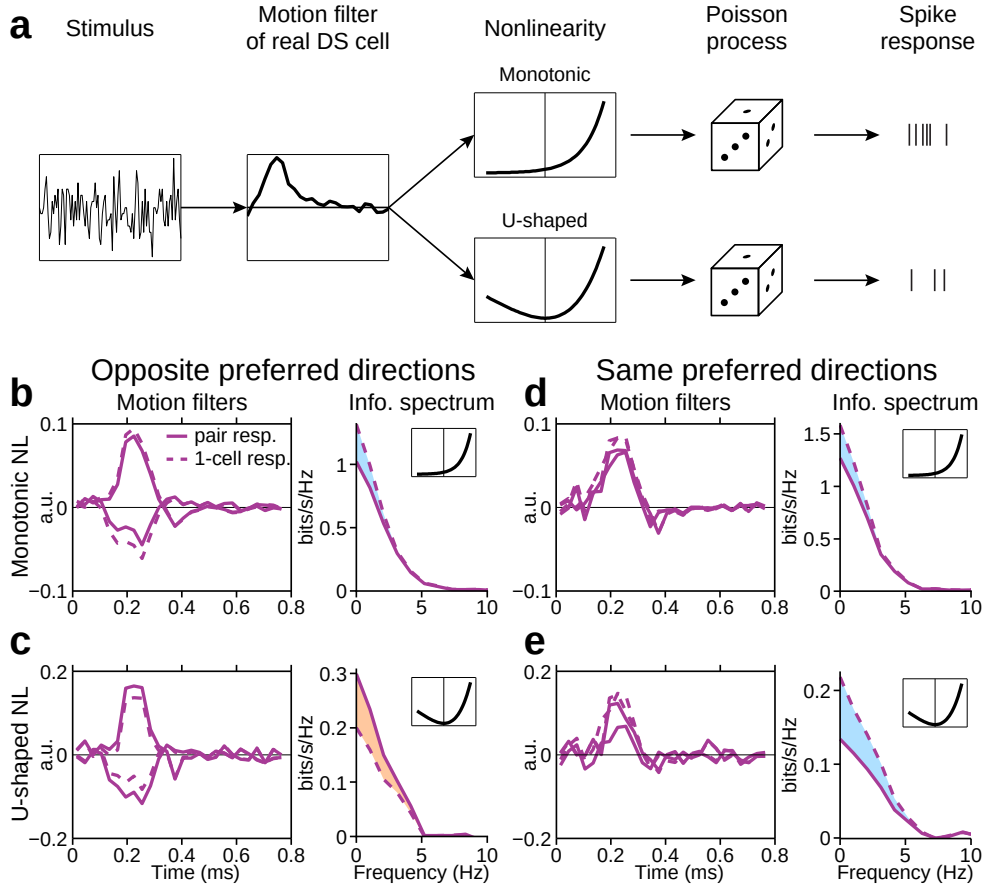 a
Stimulus
Motion filter
of real DS cell
Nonlinearity
Poisson
process
Spike
response
Monotonic
U-shaped
Opposite preferred directions
Same preferred directions
b
Motion filters
Info. spectrum
Monotonic NL
a.u.
0.1
0
−0.1
pair resp.
1-cell resp.
0 0.2 0.4 0.6 0.8
bits/s/Hz
1
0.5
0
0 5 10
d
Motion filters
Info. spectrum
0.1
0
−0.1
a.u.
0 0.2 0.4 0.6 0.8
bits/s/Hz
1.5
1
0.5
0
0 5 10
c
U-shaped NL
a.u.
0.2
0.0
−0.2
0 0.2 0.4 0.6 0.8
Time (ms)
bits/s/Hz
0.3
0.2
0.1
0
0 5 10
Frequency (Hz)
e
a.u.
0.2
0.0
−0.2
0 0.2 0.4 0.6 0.8
Time (ms)
bits/s/Hz
0.2
0.1
0
0 5 10
Frequency (Hz)